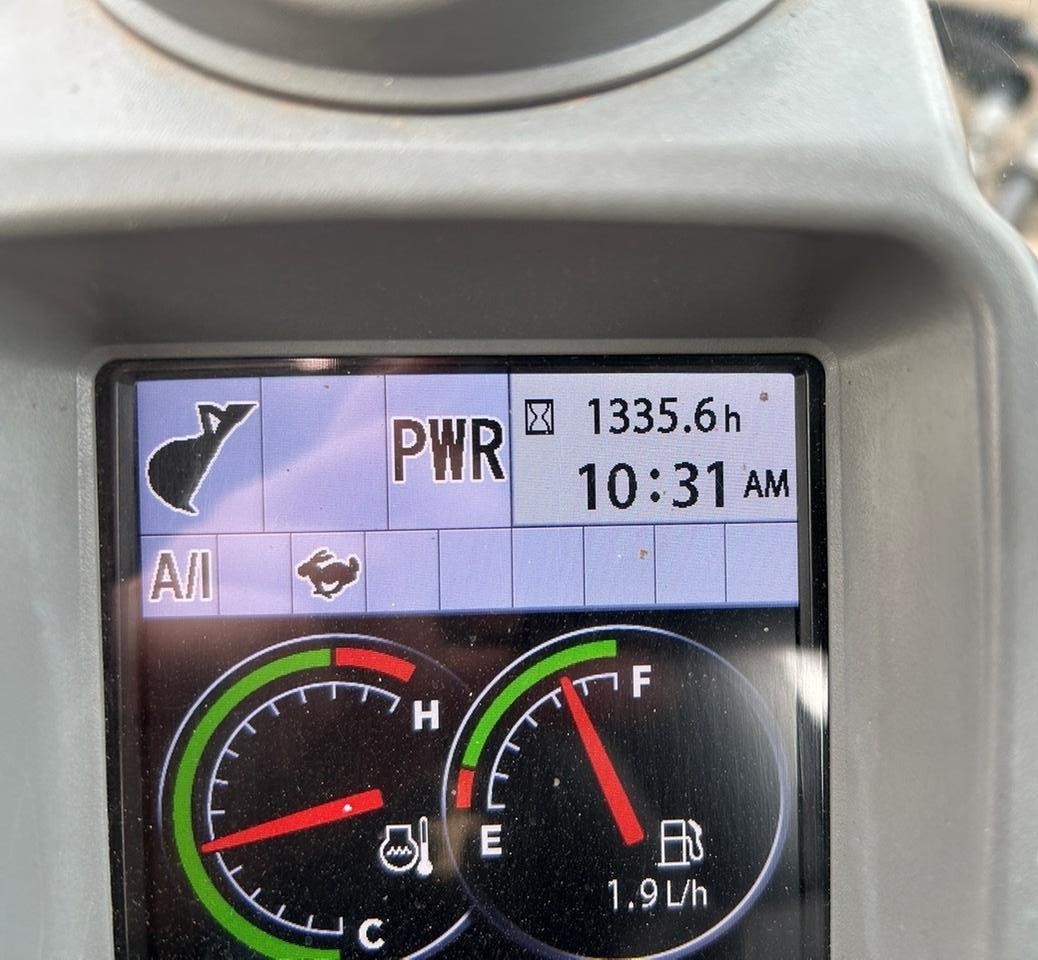 PWR
1335.6 h
10:31 AM
A/I
H
F
E
C
1.9 L/h